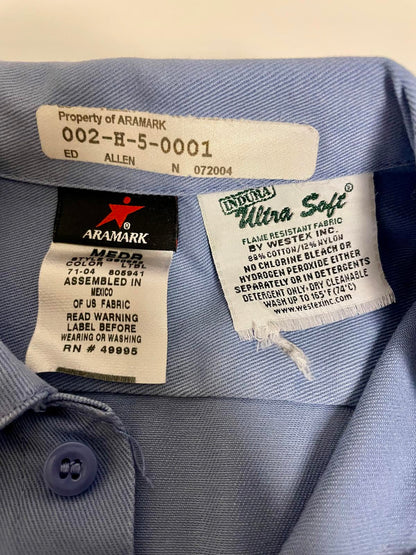 Property of ARAMARK
002-H-5-0001
ED ALLEN N 072004
ARAMARK®
MEDR
COLOR
71-04 805941
ASSEMBLED IN
MEXICO
OF US FABRIC
READ WARNING
LABEL BEFORE
WEARING OR WASHING
RN # 49995
INDURA®
Ultra Soft®
FLAME RESISTANT FABRIC
BY WESTEX INC.
88% COTTON/12% NYLON
NO CHLORINE BLEACH OR
HYDROGEN PEROXIDE EITHER
SEPARATELY OR IN DETERGENTS
DETERGENT ONLY-DRY CLEANABLE
WASH UP TO 165°F (74°C)
www.westexinc.com